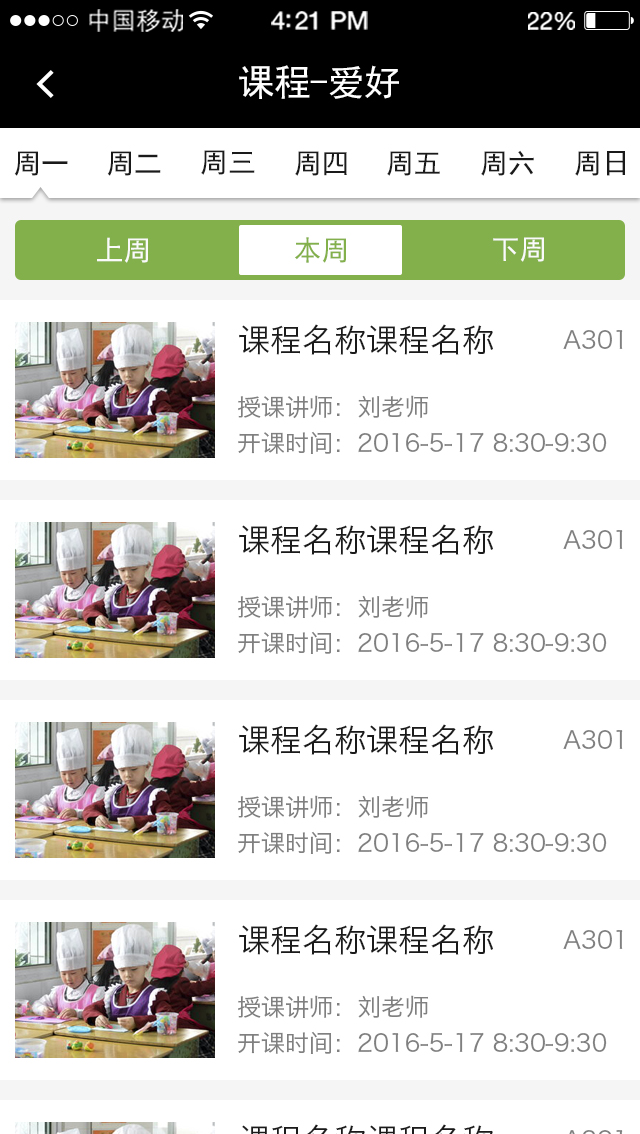 中国移动 4:21 PM 22%
课程-爱好
周一 周二 周三 周四 周五 周六 周日
上周 本周 下周
课程名称课程名称 A301
授课讲师：刘老师
开课时间：2016-5-17 8:30-9:30
课程名称课程名称 A301
授课讲师：刘老师
开课时间：2016-5-17 8:30-9:30
课程名称课程名称 A301
授课讲师：刘老师
开课时间：2016-5-17 8:30-9:30
课程名称课程名称 A301
授课讲师：刘老师
开课时间：2016-5-17 8:30-9:30